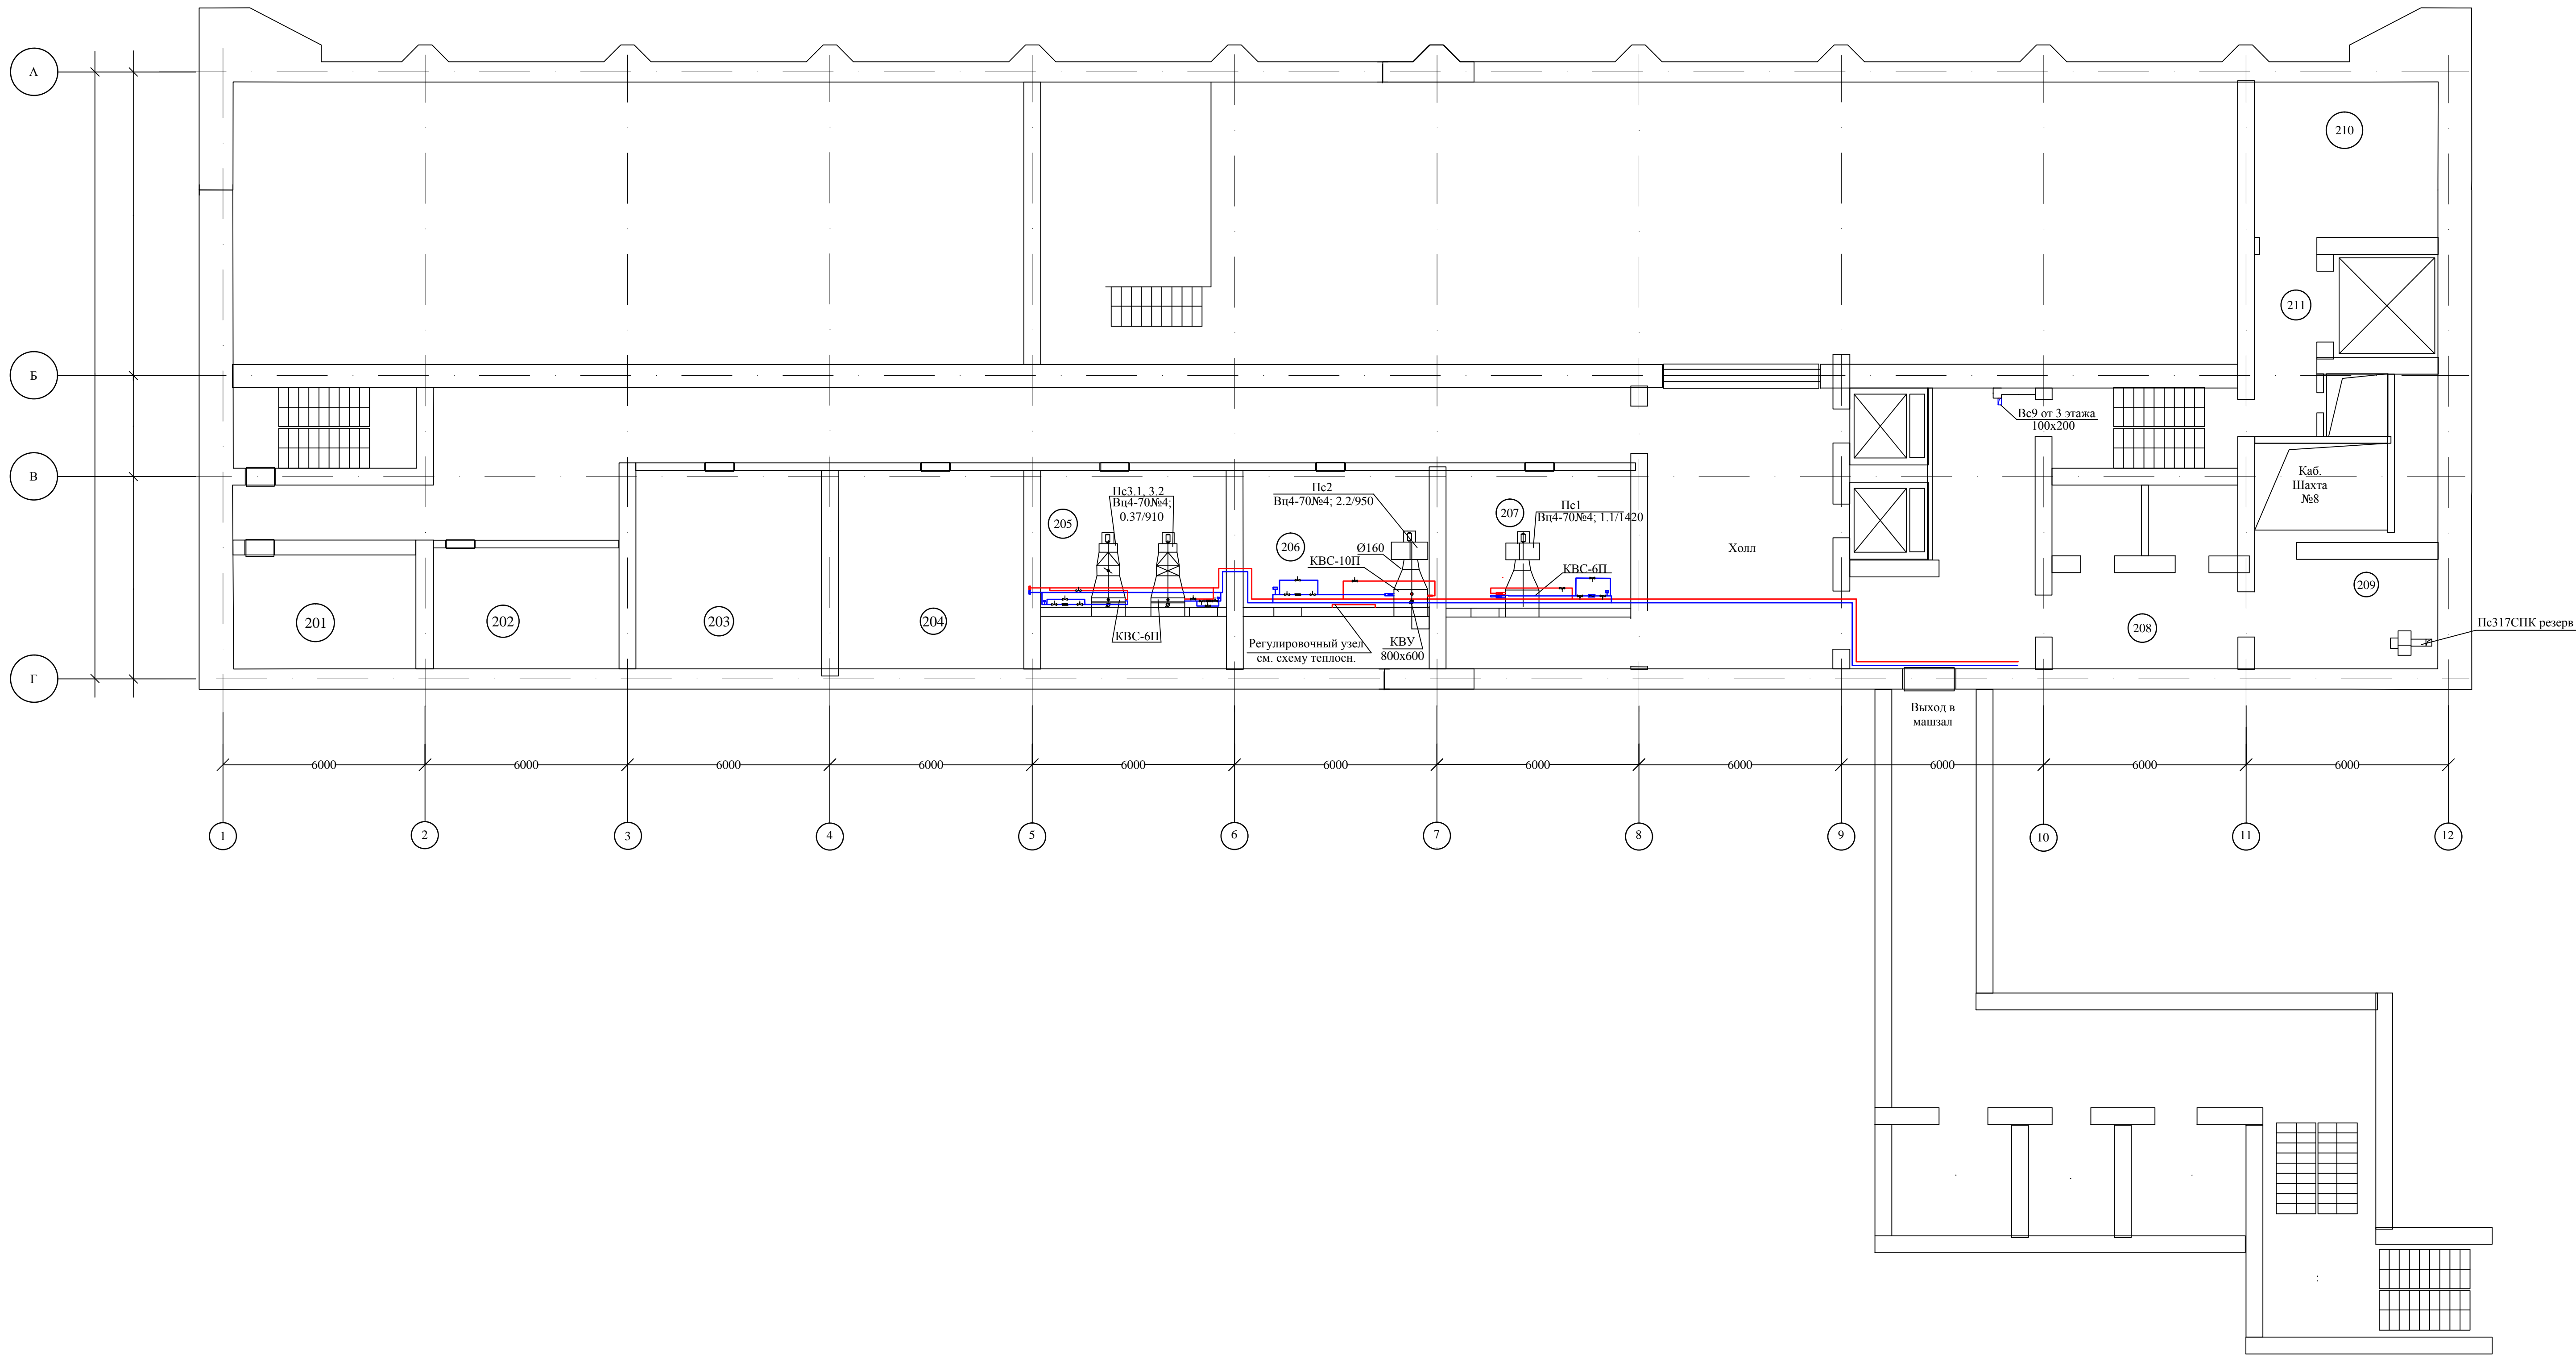 А
210
211
Б
Вс9 от 3 этажа
100х200
В
Каб.
Шахта
№8
Пс3.1, 3.2
Вц4-70№4;
0.37/910
Пс2
Вц4-70№4; 2.2/950
Пс1
Вц4-70№4; 1.1/1420
205
206
207
Ø160
КВС-10П
КВС-6П
Холл
209
201
202
203
204
КВС-6П
Регулировочный узел
см. схему теплосн.
КВУ
800х600
208
Пс317СПК резерв
Г
Выход в
машзал
6000
6000
6000
6000
6000
6000
6000
6000
6000
6000
6000
1
2
3
4
5
6
7
8
9
10
11
12